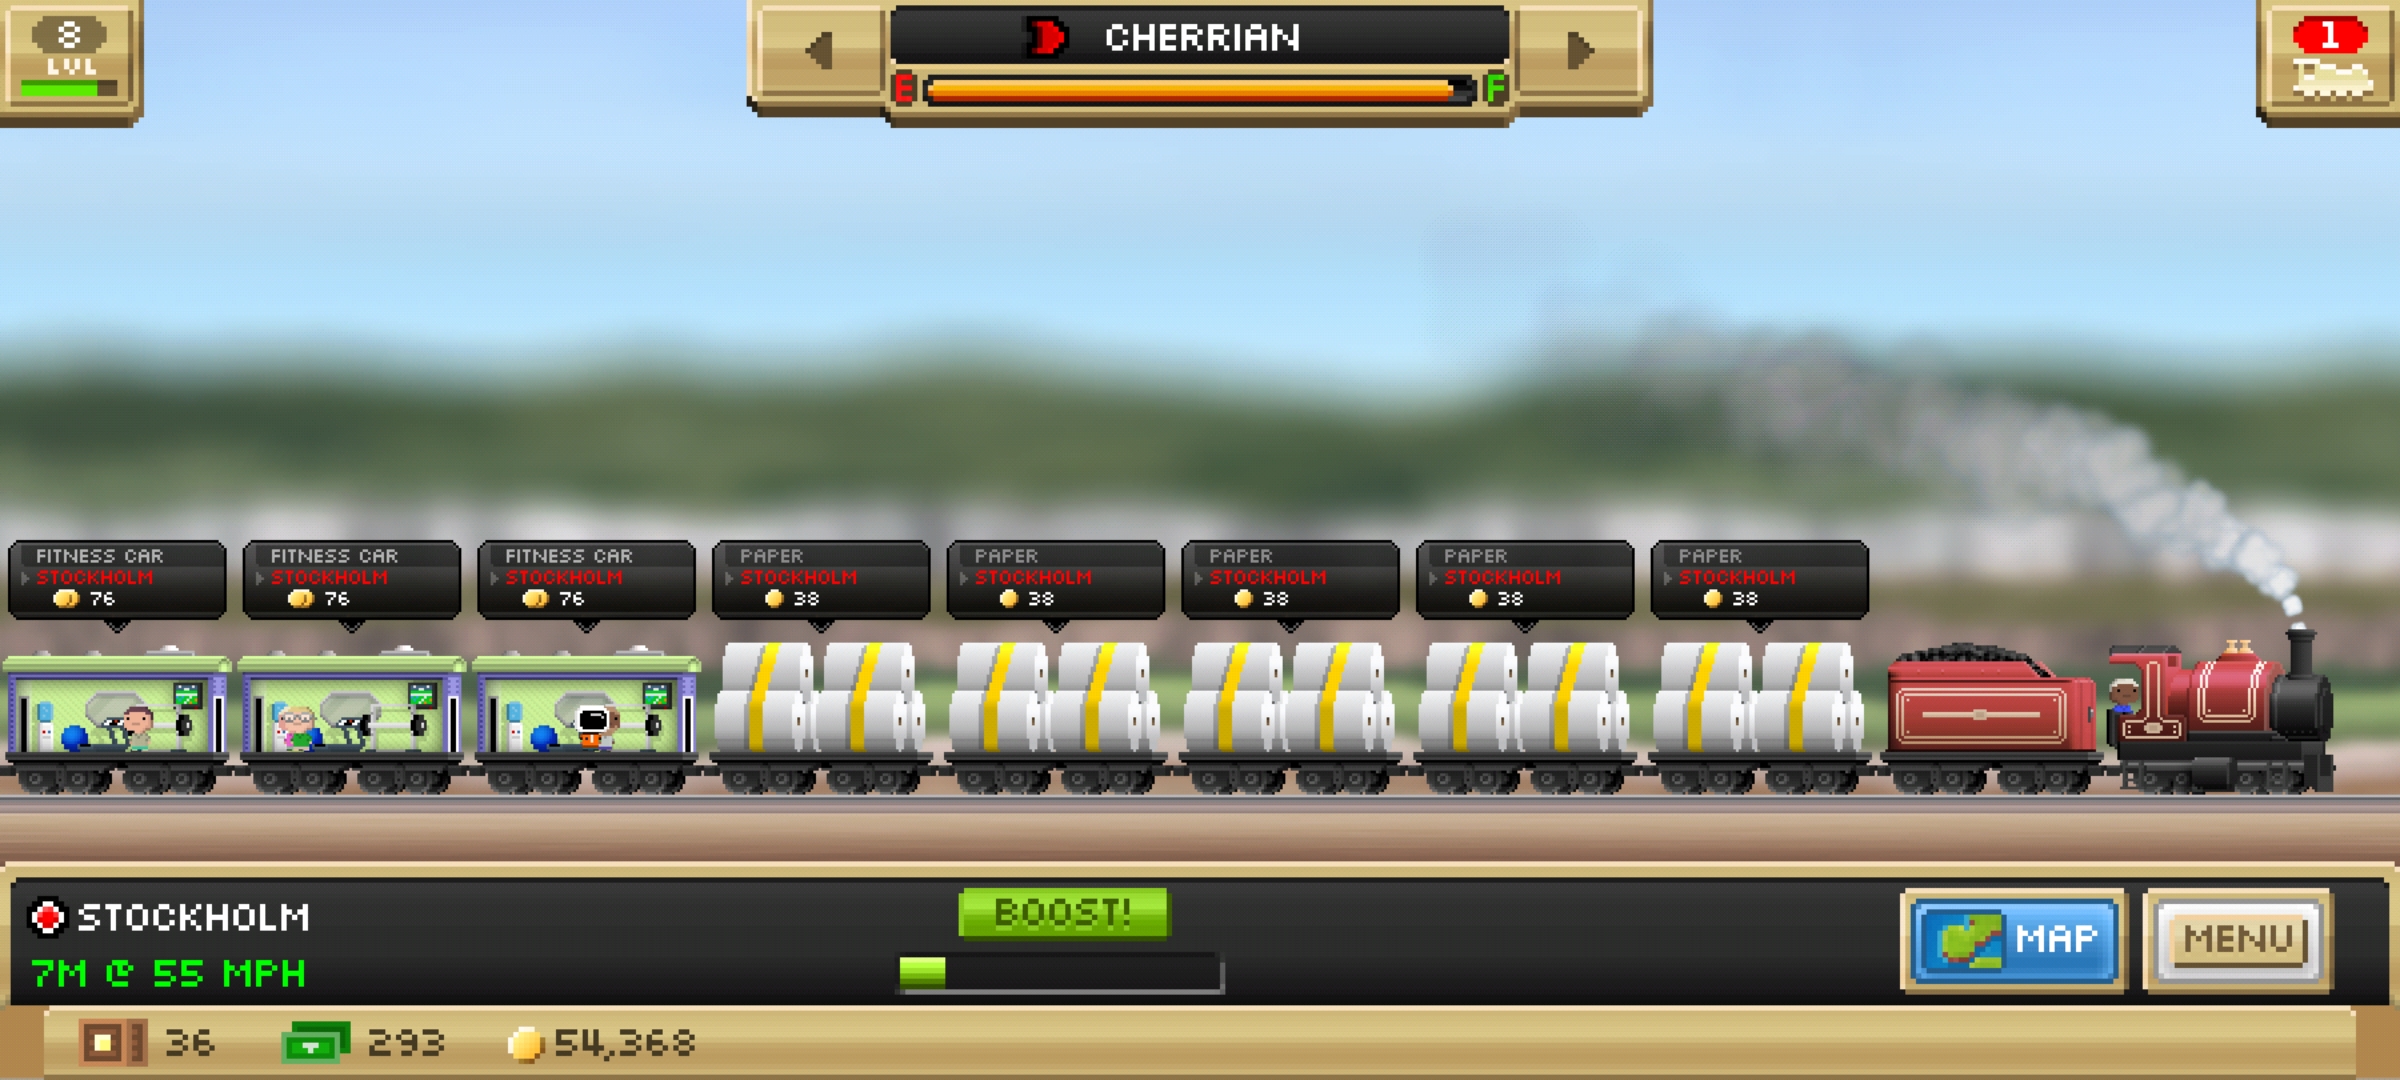 8
LVL
CHERRIAN
E F
1
FITNESS CAR
STOCKHOLM
76
FITNESS CAR
STOCKHOLM
76
FITNESS CAR
STOCKHOLM
76
PAPER
STOCKHOLM
38
PAPER
STOCKHOLM
38
PAPER
STOCKHOLM
38
PAPER
STOCKHOLM
38
PAPER
STOCKHOLM
38
STOCKHOLM
7M @ 55 MPH
BOOST!
MAP
MENU
36 293 54,368